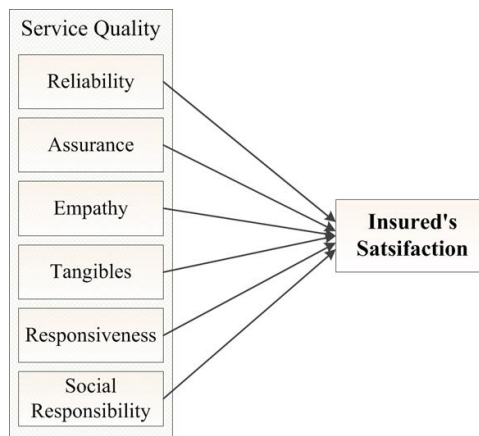 Service Quality
Reliability
Assurance
Empathy
Tangibles
Responsiveness
Social
Responsibility
Insured's
Satsifaction